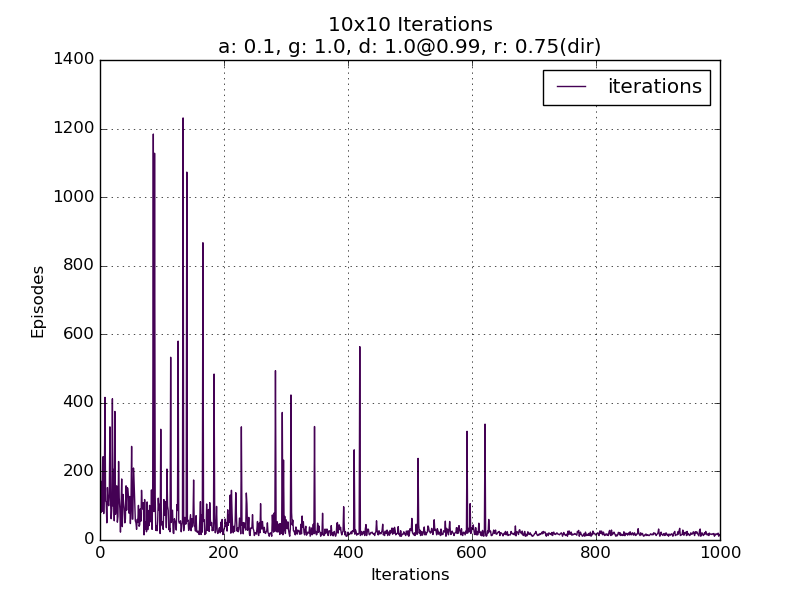 10x10 Iterations
a: 0.1, g: 1.0, d: 1.0@0.99, r: 0.75(dir)
1400
1200
1000
800
600
400
200
0
Episodes
iterations
0 200 400 600 800 1000
Iterations